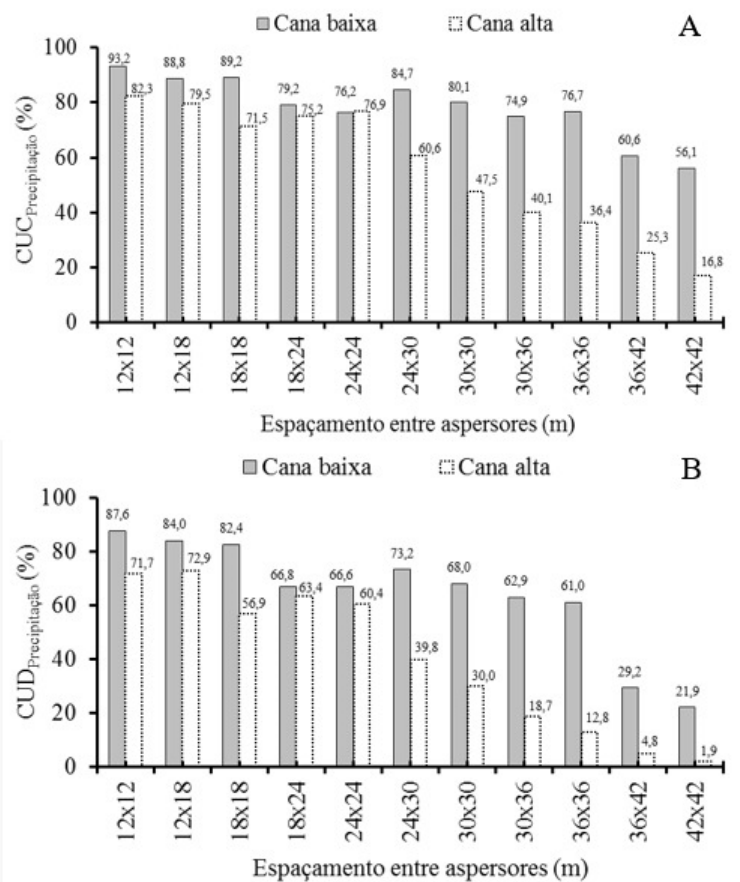 Cana baixa Cana alta A
CUC Precipitação (%)
100
80
60
40
20
0
93,2 82,3 88,8 79,5 89,2 71,5 79,2 75,2 76,2 76,9 84,7 60,6 80,1 47,5 74,9 40,1 76,7 36,4 60,6 25,3 56,1 16,8
12x12 12x18 18x18 18x24 24x24 24x30 30x30 30x36 36x36 36x42 42x42
Espaçamento entre aspersores (m)
Cana baixa Cana alta B
CUD Precipitação (%)
100
80
60
40
20
0
87,6 71,7 84,0 72,9 82,4 56,9 66,8 63,4 66,6 60,4 73,2 39,8 68,0 30,0 62,9 18,7 61,0 12,8 29,2 4,8 21,9 1,9
12x12 12x18 18x18 18x24 24x24 24x30 30x30 30x36 36x36 36x42 42x42
Espaçamento entre aspersores (m)